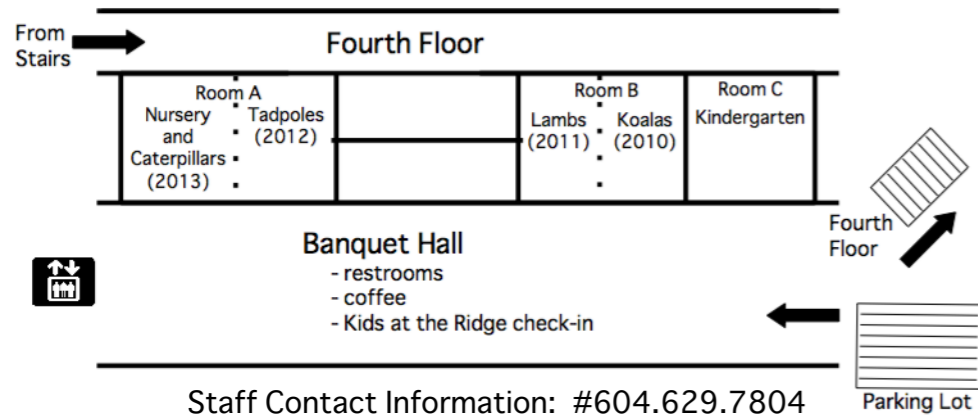 From
Stairs
Fourth Floor
Room A
Nursery
and
Caterpillars
(2013)
Tadpoles
(2012)
Room B
Lambs
(2011)
Koalas
(2010)
Room C
Kindergarten
Fourth
Floor
Banquet Hall
- restrooms
- coffee
- Kids at the Ridge check-in
Parking Lot
Staff Contact Information: #604.629.7804